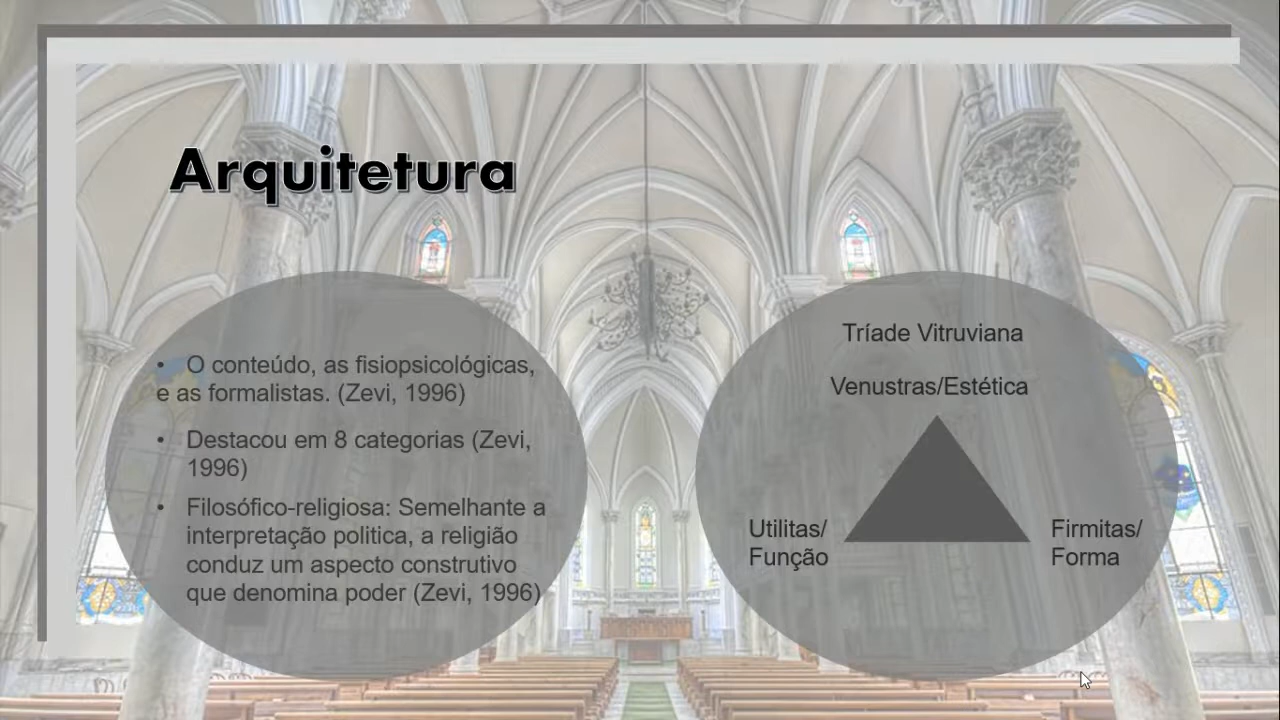 Arquitetura
• O conteúdo, as fisiopsicológicas,
e as formalistas. (Zevi, 1996)
• Destacou em 8 categorias (Zevi,
1996)
• Filosófico-religiosa: Semelhante a
interpretação politica, a religião
conduz um aspecto construtivo
que denomina poder (Zevi, 1996)
Tríade Vitruviana
Venustras/Estética
Utilitas/
Função
Firmitas/
Forma